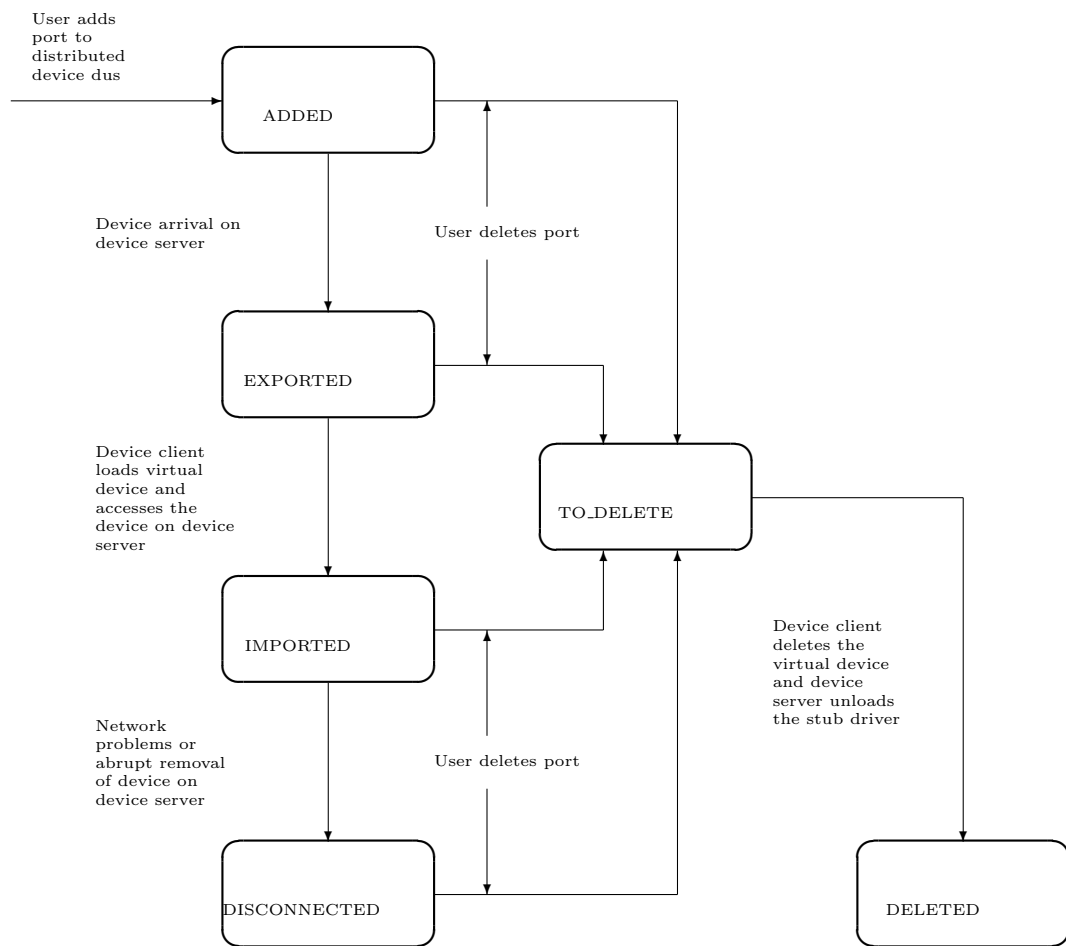 User adds
port to
distributed
device dus
ADDED
Device arrival on
device server
User deletes port
EXPORTED
Device client
loads virtual
device and
accesses the
device on device
server
TO_DELETE
IMPORTED
Device client
deletes the
virtual device
and device
server unloads
the stub driver
Network
problems or
abrupt removal
of device on
device server
User deletes port
DISCONNECTED
DELETED